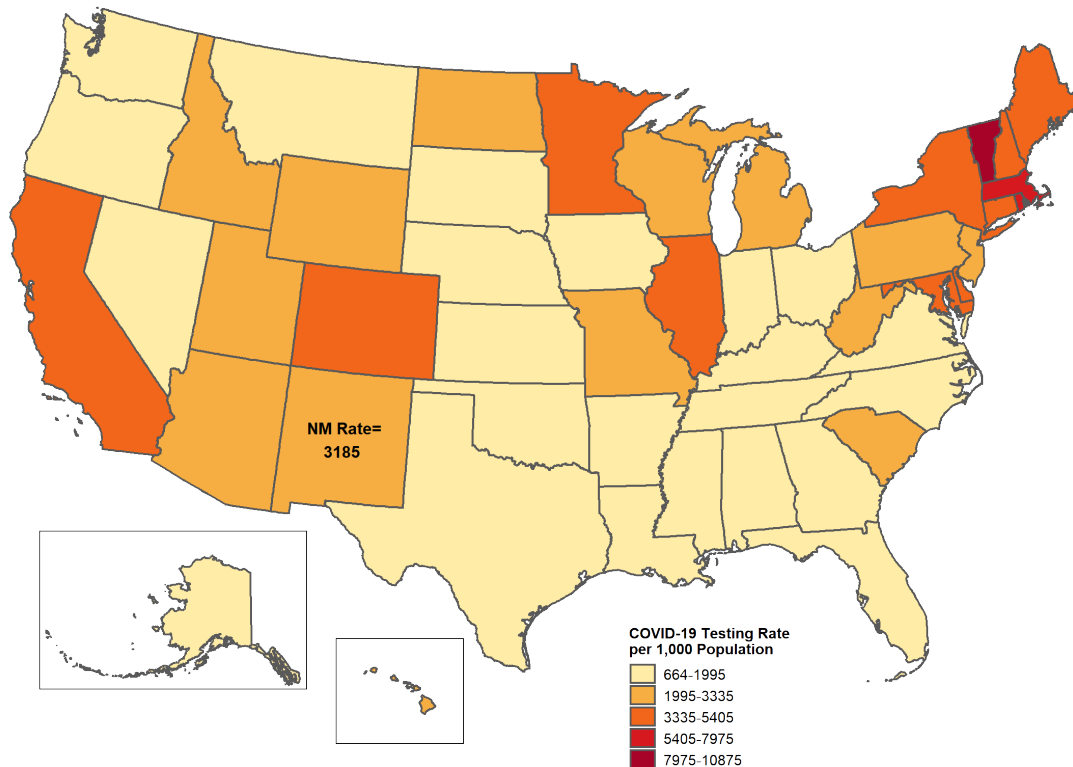 NM Rate=
3185
COVID-19 Testing Rate
per 1,000 Population
664-1995
1995-3335
3335-5405
5405-7975
7975-10875